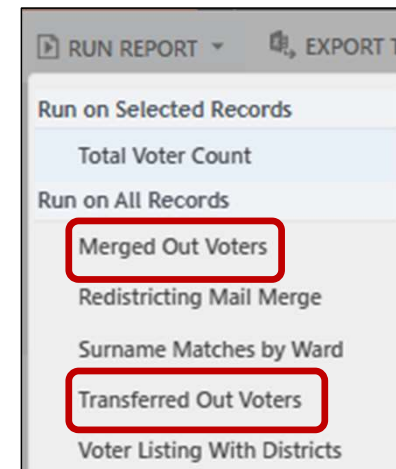 RUN REPORT EXPORT
Run on Selected Records
Total Voter Count
Run on All Records
Merged Out Voters
Redistricting Mail Merge
Surname Matches by Ward
Transferred Out Voters
Voter Listing With Districts